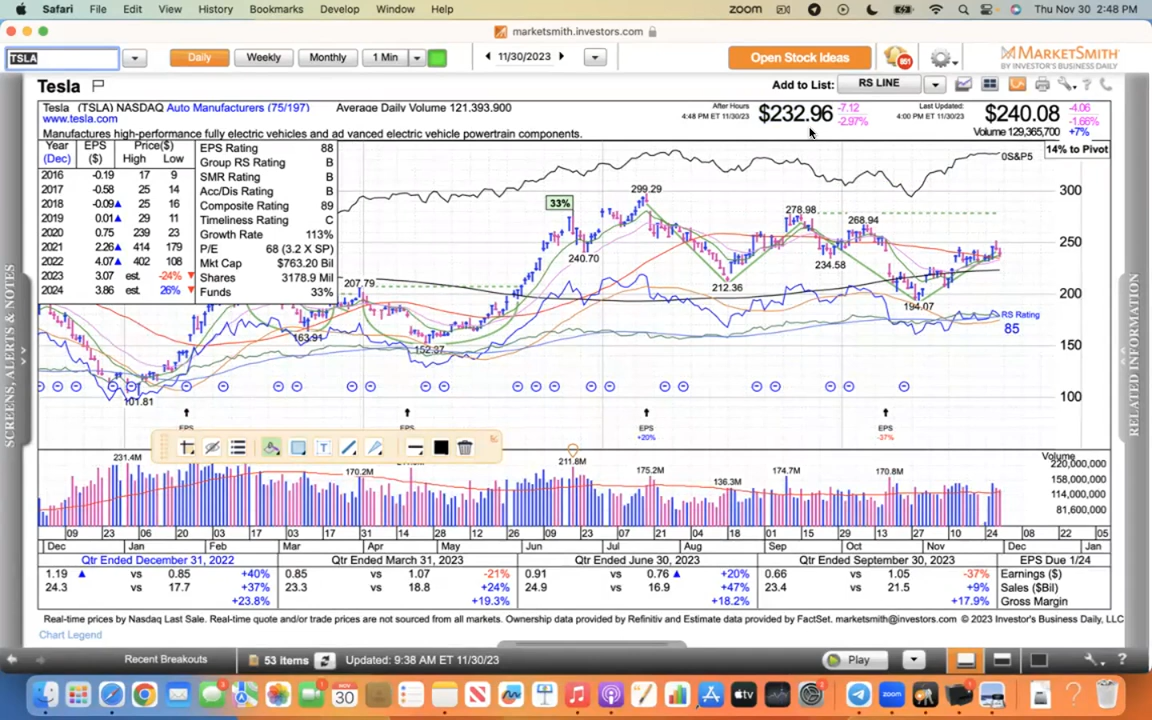 Safari File Edit View History Bookmarks Develop Window Help zoom Thu Nov 30 2:48 PM
marketsmith.investors.com
TSLA Daily Weekly Monthly 1 Min 11/30/2023 Open Stock Ideas MARKETSMITH
BY INVESTOR'S BUSINESS DAILY
Tesla Add to List: RS LINE
Tesla (TSLA) NASDAQ Auto Manufacturers (75/197) Average Daily Volume 121,393,900
www.tesla.com
Manufactures high-performance fully electric vehicles and ad vanced electric vehicle powertrain components.
After Hours
4:48 PM ET 11/30/23
$232.96 -7.12
-2.97%
Last Updated:
4:00 PM ET 11/30/23
$240.08 -4.06
-1.66%
Volume 129,365,700 +7%
14% to Pivot
Year EPS Price($)
(Dec) ($) High Low
2016 -0.19 17 9
2017 -0.58 25 14
2018 -0.09 25 16
2019 0.01 29 11
2020 0.75 239 23
2021 2.26 414 179
2022 4.07 402 108
2023 3.07 est. -24%
2024 3.86 est. 26%
EPS Rating 88
Group RS Rating B
SMR Rating B
Acc/Dis Rating B
Composite Rating 89
Timeliness Rating C
Growth Rate 113%
P/E 68 (3.2 X SP)
Mkt Cap $763.20 Bil
Shares 3178.9 Mil
Funds 33%
0S&P5
33% 299.29 278.98 268.94
240.70 234.58
212.36 194.07
207.79 163.91 152.37 101.81
300
250
200
150
100
RS Rating
85
EPS EPS EPS EPS
+20% -37%
Volume
220,000,000
158,000,000
114,000,000
81,600,000
231.4M 170.2M 211.8M 175.2M 136.3M 174.7M 170.8M
09 23 06 20 03 17 03 17 31 14 28 12 26 09 23 07 21 04 18 01 15 29 13 27 10 24 08 22 05
Dec Jan Feb Mar Apr May Jun Jul Aug Sep Oct Nov Dec Jan
Qtr Ended December 31, 2022 Qtr Ended March 31, 2023 Qtr Ended June 30, 2023 Qtr Ended September 30, 2023 EPS Due 1/24
1.19 vs 0.85 +40% 0.85 vs 1.07 -21% 0.91 vs 0.76 +20% 0.66 vs 1.05 -37% Earnings ($)
24.3 vs 17.7 +37% 23.3 vs 18.8 +24% 24.9 vs 16.9 +47% 23.4 vs 21.5 +9% Sales ($Bil)
+23.8% +19.3% +18.2% +17.9% Gross Margin
Real-time prices by Nasdaq Last Sale. Real-time quote and/or trade prices are not sourced from all markets. Ownership data provided by Refinitiv and Estimate data provided by FactSet. marketsmith@investors.com © 2023 Investor's Business Daily, LLC
Chart Legend
Recent Breakouts 53 items Updated: 9:38 AM ET 11/30/23 Play
SCREENS, ALERTS & NOTES
RELATED INFORMATION
NOV
30
tv
zoom